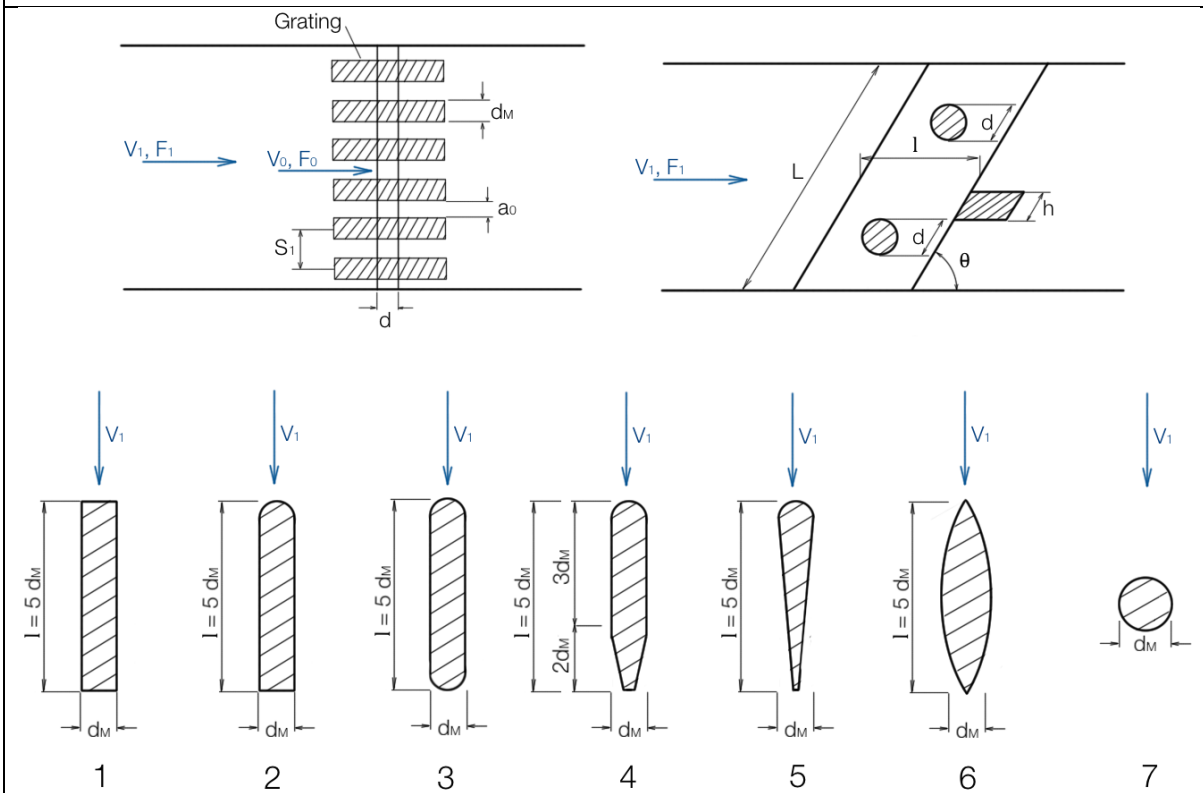 Grating
dM
V1, F1
V0, F0
a0
S1
d
V1, F1
L
l
d
d
h
θ
V1
V1
V1
V1
V1
V1
V1
l = 5 dM
l = 5 dM
l = 5 dM
l = 5 dM
3dM
2dM
l = 5 dM
l = 5 dM
dM
dM
dM
dM
dM
dM
dM
1
2
3
4
5
6
7